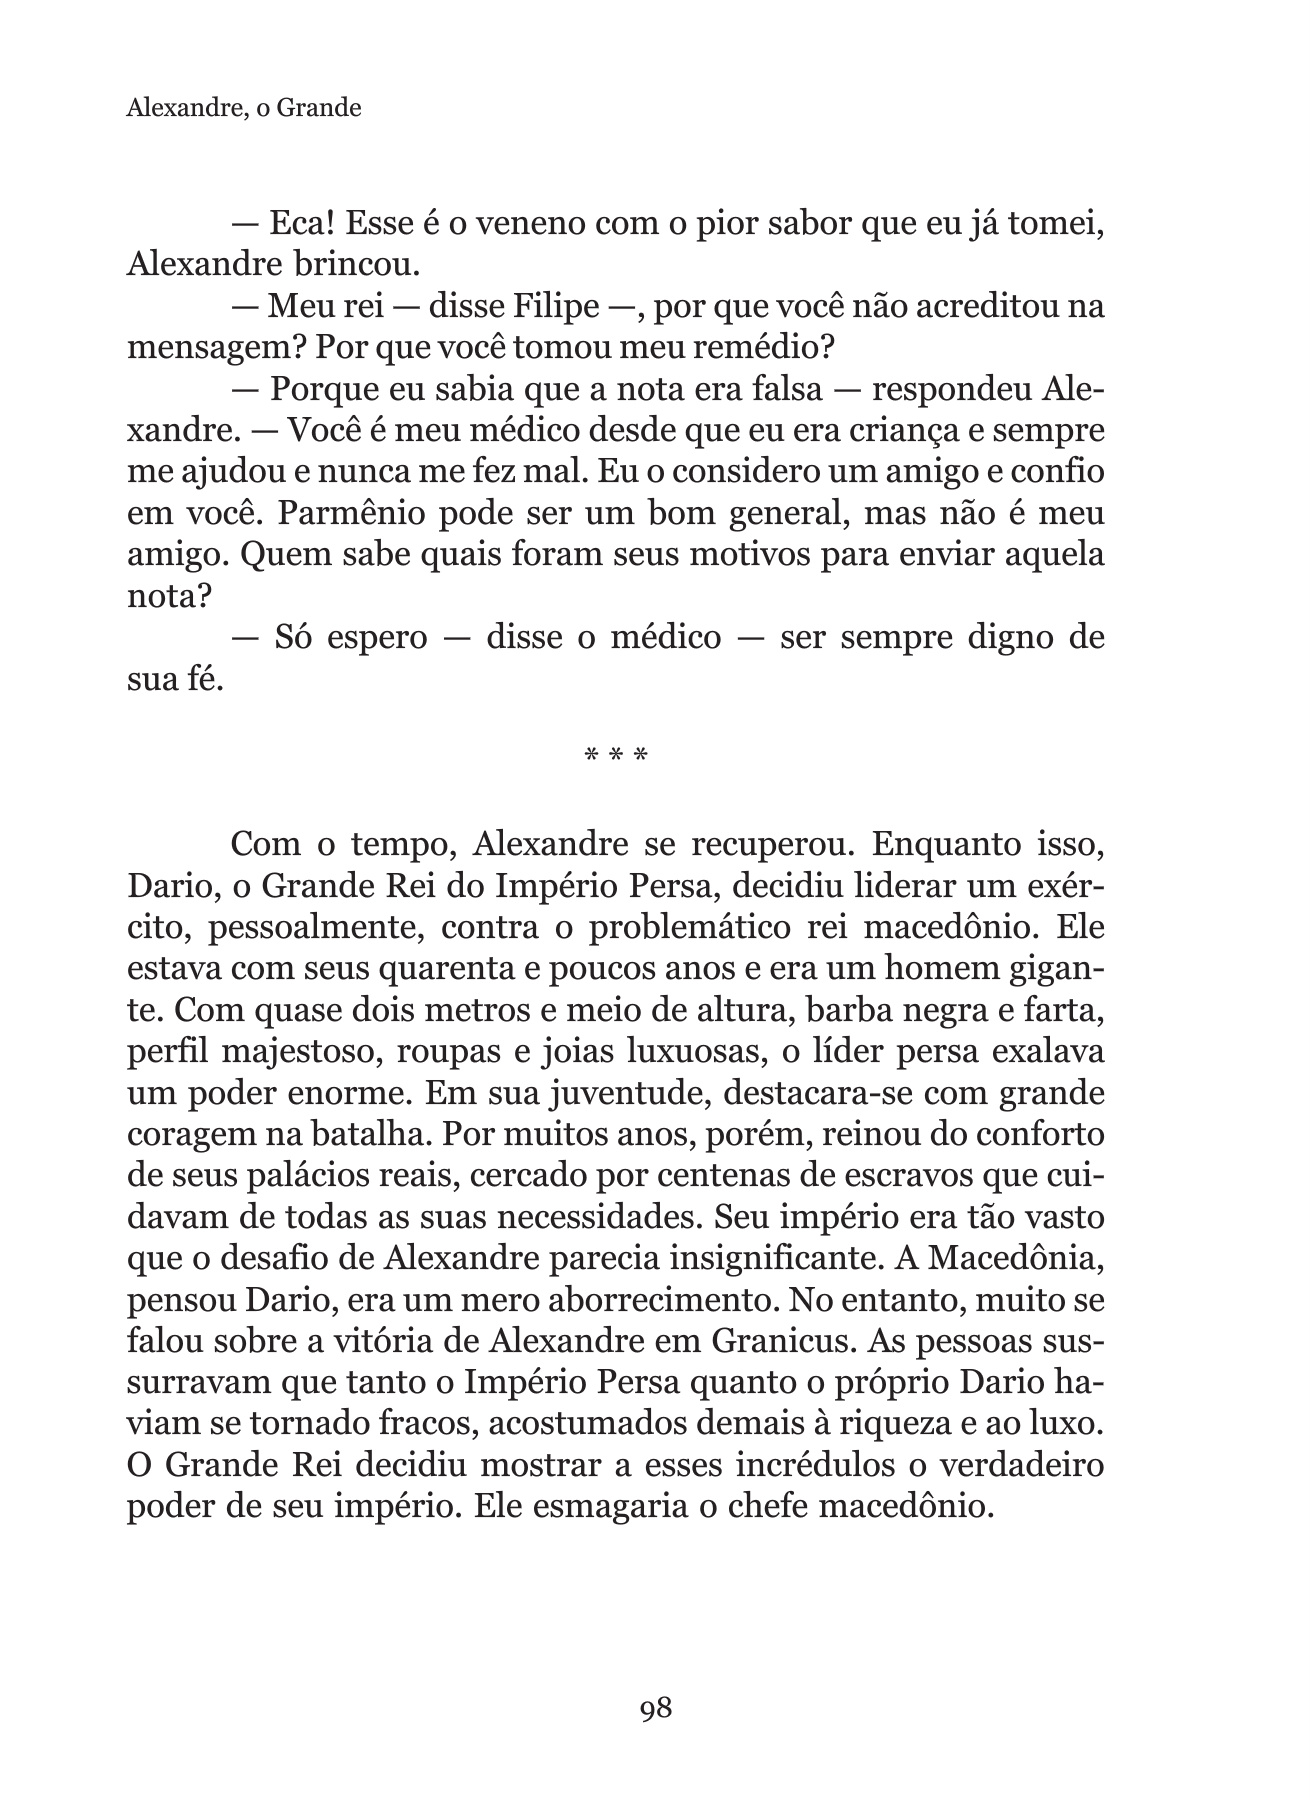 Alexandre, o Grande
— Eca! Esse é o veneno com o pior sabor que eu já tomei,
Alexandre brincou.
— Meu rei — disse Filipe —, por que você não acreditou na
mensagem? Por que você tomou meu remédio?
— Porque eu sabia que a nota era falsa — respondeu Ale-
xandre. — Você é meu médico desde que eu era criança e sempre
me ajudou e nunca me fez mal. Eu o considero um amigo e confio
em você. Parmênio pode ser um bom general, mas não é meu
amigo. Quem sabe quais foram seus motivos para enviar aquela
nota?
— Só espero — disse o médico — ser sempre digno de
sua fé.
* * *
Com o tempo, Alexandre se recuperou. Enquanto isso,
Dario, o Grande Rei do Império Persa, decidiu liderar um exér-
cito, pessoalmente, contra o problemático rei macedônio. Ele
estava com seus quarenta e poucos anos e era um homem gigan-
te. Com quase dois metros e meio de altura, barba negra e farta,
perfil majestoso, roupas e joias luxuosas, o líder persa exalava
um poder enorme. Em sua juventude, destacara-se com grande
coragem na batalha. Por muitos anos, porém, reinou do conforto
de seus palácios reais, cercado por centenas de escravos que cui-
davam de todas as suas necessidades. Seu império era tão vasto
que o desafio de Alexandre parecia insignificante. A Macedônia,
pensou Dario, era um mero aborrecimento. No entanto, muito se
falou sobre a vitória de Alexandre em Granicus. As pessoas sus-
surravam que tanto o Império Persa quanto o próprio Dario ha-
viam se tornado fracos, acostumados demais à riqueza e ao luxo.
O Grande Rei decidiu mostrar a esses incrédulos o verdadeiro
poder de seu império. Ele esmagaria o chefe macedônio.
98